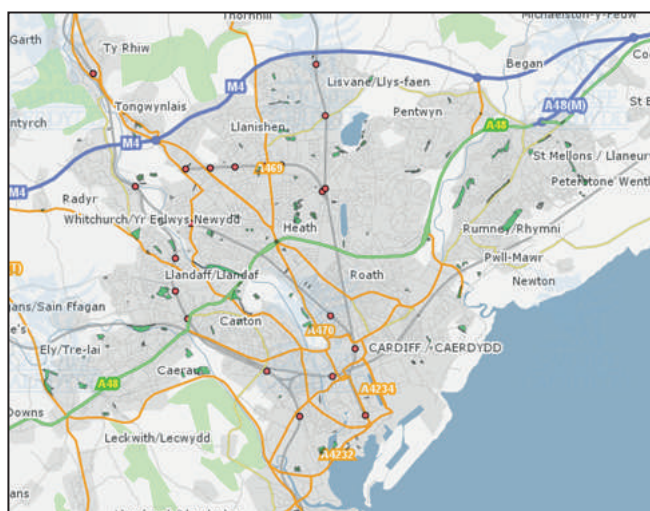 Thornhill
Michaelston-y-Fedw
Garth
Ty Rhiw
Began
Lisvane/Llys-faen
M4
A48(M)
Tongwynlais
Pentwyn
St B
ntyrch
Llanishen
A48
M4
St Mellons / Llaneur
A469
Peterstone Wentl
M4
Radyr
Whitchurch/Yr Eglwys Newydd
Heath
Rumney/Rhymni
Pwll-Mawr
Llandaff/Llandaf
Roath
Newton
ans/Sain Ffagan
Canton
e's
A470
Ely/Tre-lai
CARDIFF / CAERDYDD
Caerau
A48
A4234
Downs
Leckwith/Lecwydd
A4232
ans